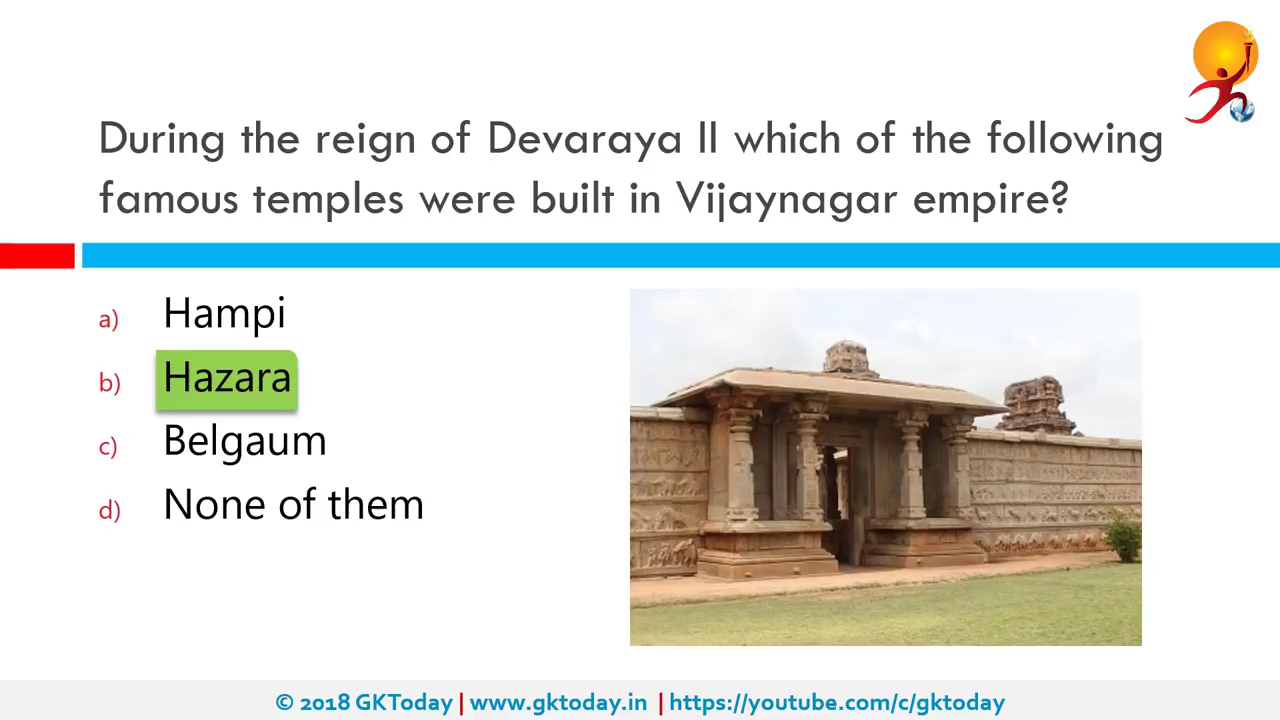 During the reign of Devaraya II which of the following
famous temples were built in Vijaynagar empire?
a) Hampi
b) Hazara
c) Belgaum
d) None of them
© 2018 GKToday | www.gktoday.in | https://youtube.com/c/gktoday